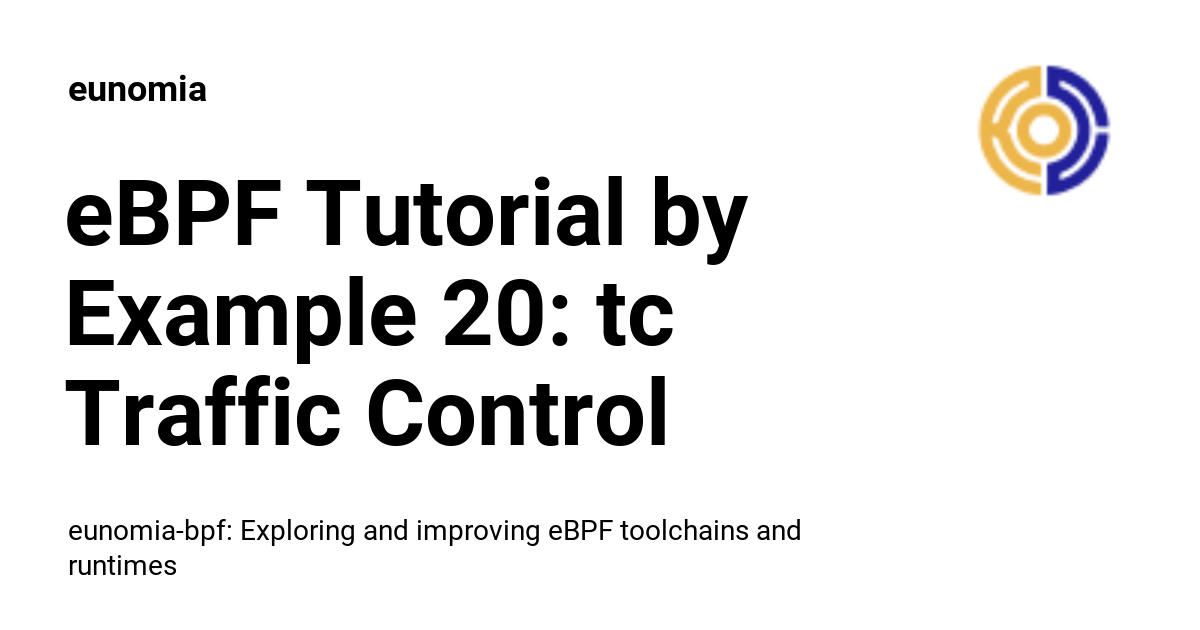 eunomia
eBPF Tutorial by
Example 20: tc
Traffic Control
eunomia-bpf: Exploring and improving eBPF toolchains and
runtimes